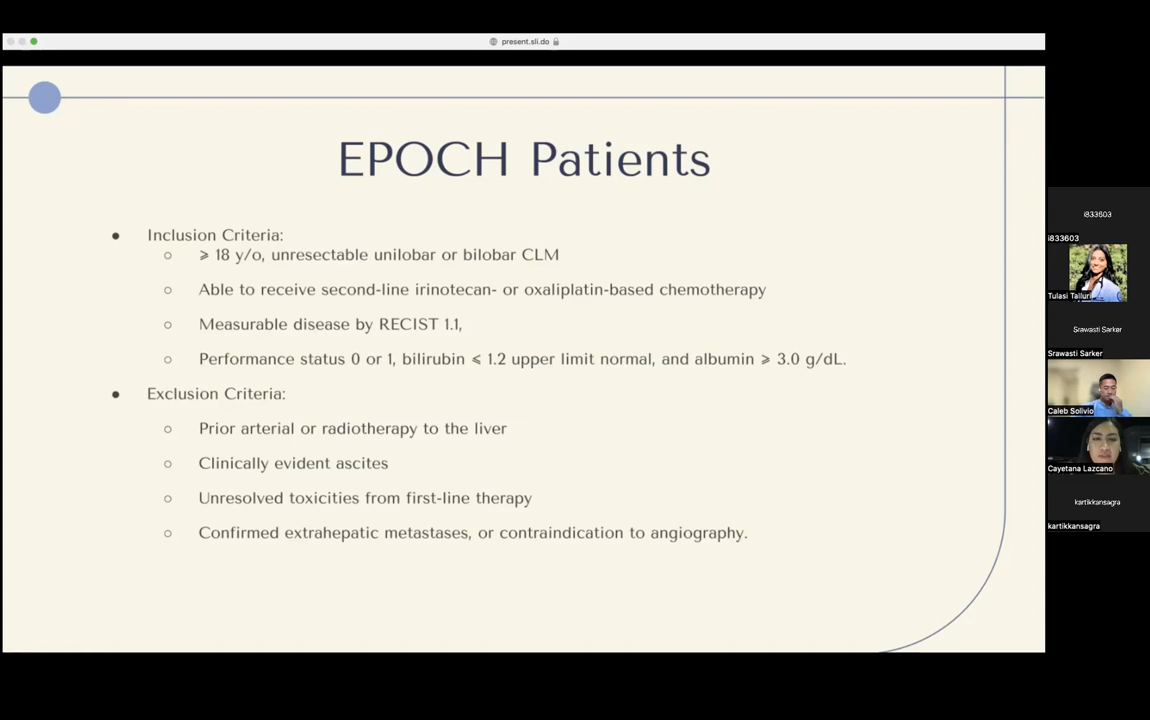 present.sli.do
EPOCH Patients
● Inclusion Criteria:
○ ⩾ 18 y/o, unresectable unilobar or bilobar CLM
○ Able to receive second-line irinotecan- or oxaliplatin-based chemotherapy
○ Measurable disease by RECIST 1.1,
○ Performance status 0 or 1, bilirubin ⩽ 1.2 upper limit normal, and albumin ⩾ 3.0 g/dL.
● Exclusion Criteria:
○ Prior arterial or radiotherapy to the liver
○ Clinically evident ascites
○ Unresolved toxicities from first-line therapy
○ Confirmed extrahepatic metastases, or contraindication to angiography.
i833603
i833603
Tulasi Talluri
Srawasti Sarker
Srawasti Sarker
Caleb Solivio
Cayetana Lazcano
kartikkansagra
kartikkansagra